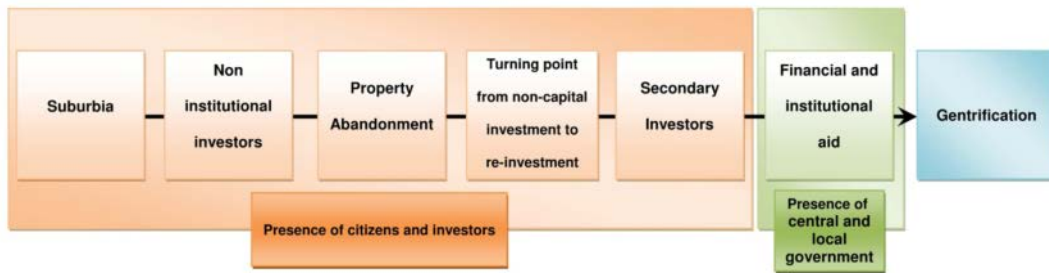 Suburbia
Non
institutional
investors
Property
Abandonment
Turning point
from non-capital
investment to
re-investment
Secondary
Investors
Financial and
institutional
aid
Gentrification
Presence of citizens and investors
Presence of
central and
local
government